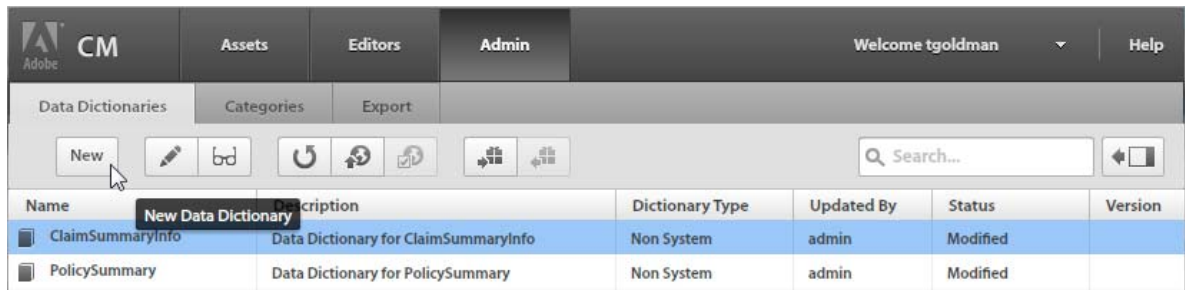 Adobe CM Assets Editors Admin Welcome tgoldman Help
Data Dictionaries Categories Export
New Search...
New Data Dictionary
Name Description Dictionary Type Updated By Status Version
ClaimSummaryInfo Data Dictionary for ClaimSummaryInfo Non System admin Modified
PolicySummary Data Dictionary for PolicySummary Non System admin Modified